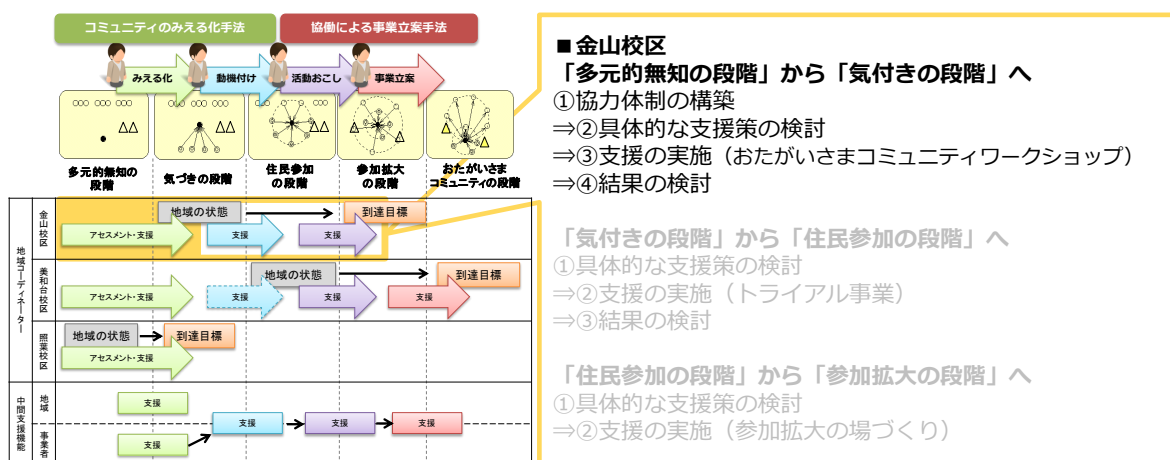 コミュニティのみえる化手法
協働による事業立案手法
みえる化
動機付け
活動おこし
事業立案
多元的無知の
段階
気づきの段階
住民参加
の段階
参加拡大
の段階
おたがいさま
コミュニティの段階
地域コーディネーター
金山校区
地域の状態
到達目標
アセスメント・支援
支援
支援
美和台校区
地域の状態
到達目標
アセスメント・支援
支援
支援
支援
照葉校区
地域の状態
到達目標
アセスメント・支援
中間支援機能
地域
支援
事業者
支援
支援
支援
支援
■金山校区
「多元的無知の段階」から「気付きの段階」へ
①協力体制の構築
⇒②具体的な支援策の検討
⇒③支援の実施（おたがいさまコミュニティワークショップ）
⇒④結果の検討
「気付きの段階」から「住民参加の段階」へ
①具体的な支援策の検討
⇒②支援の実施（トライアル事業）
⇒③結果の検討
「住民参加の段階」から「参加拡大の段階」へ
①具体的な支援策の検討
⇒②支援の実施（参加拡大の場づくり）